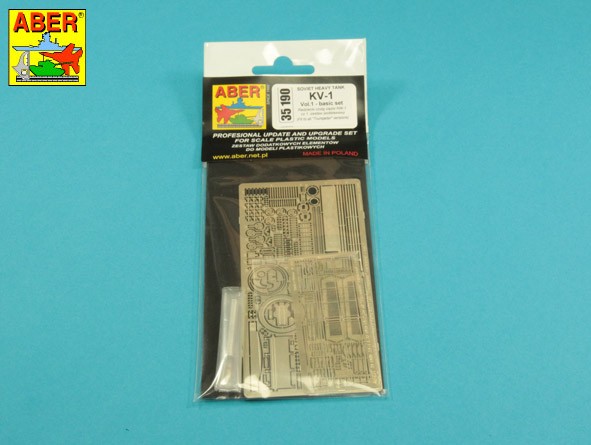 ABER
ABER
35 190
SOVIET HEAVY TANK
KV-1
Vol.1 - basic set
PROFESIONAL UPDATE AND UPGRADE SET
FOR SCALE PLASTIC MODELS
ZESTAW DODATKOWYCH ELEMENTÓW
DO MODELI PLASTIKOWYCH
www.aber.net.pl
MADE IN POLAND